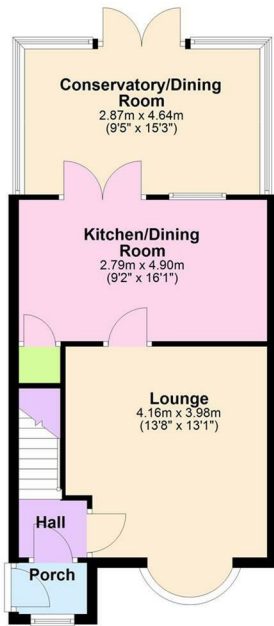 Conservatory/Dining
Room
2.87m x 4.64m
(9'5" x 15'3")
Kitchen/Dining
Room
2.79m x 4.90m
(9'2" x 16'1")
Lounge
4.16m x 3.98m
(13'8" x 13'1")
Hall
Porch